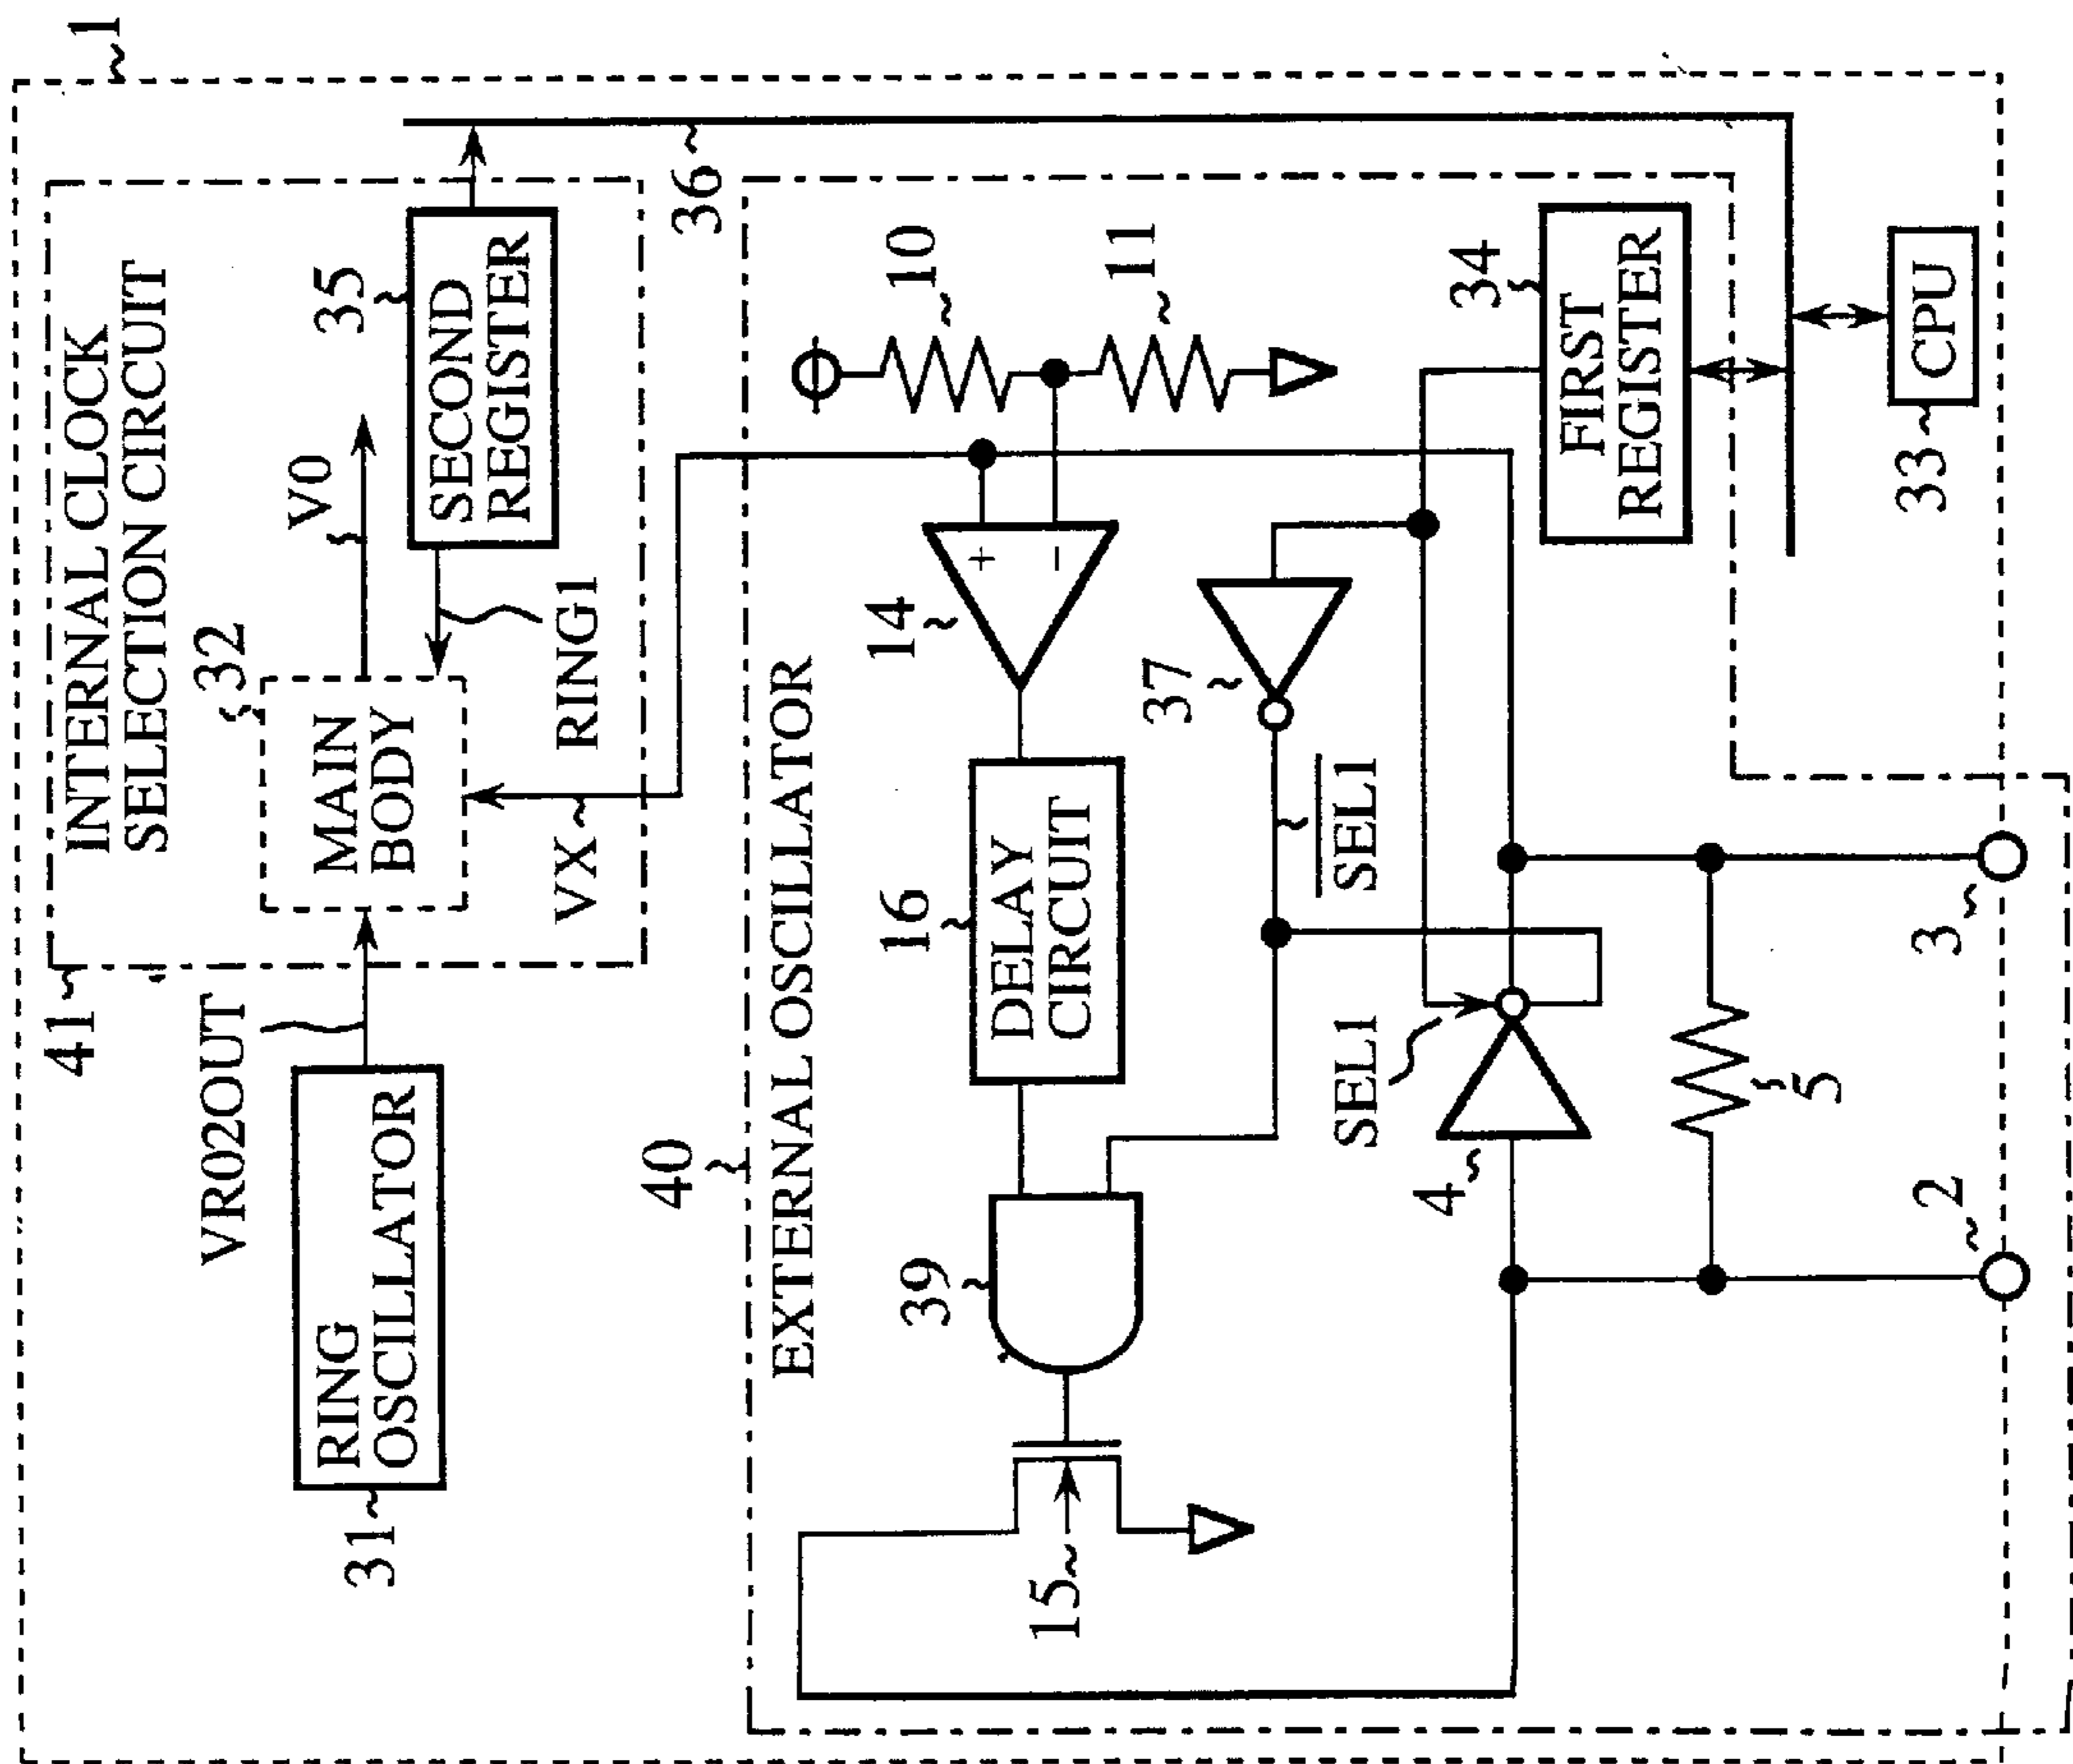 1
INTERNAL CLOCK
SELECTION CIRCUIT
41
32
35
V0
MAIN
BODY
SECOND
REGISTER
RING1
VX
36
VR02OUT
RING
OSCILLATOR
31
40
EXTERNAL OSCILLATOR
10
11
14
+
−
16
DELAY
CIRCUIT
37
SEL1
39
15
SEL1
4
5
34
FIRST
REGISTER
33
CPU
2
3